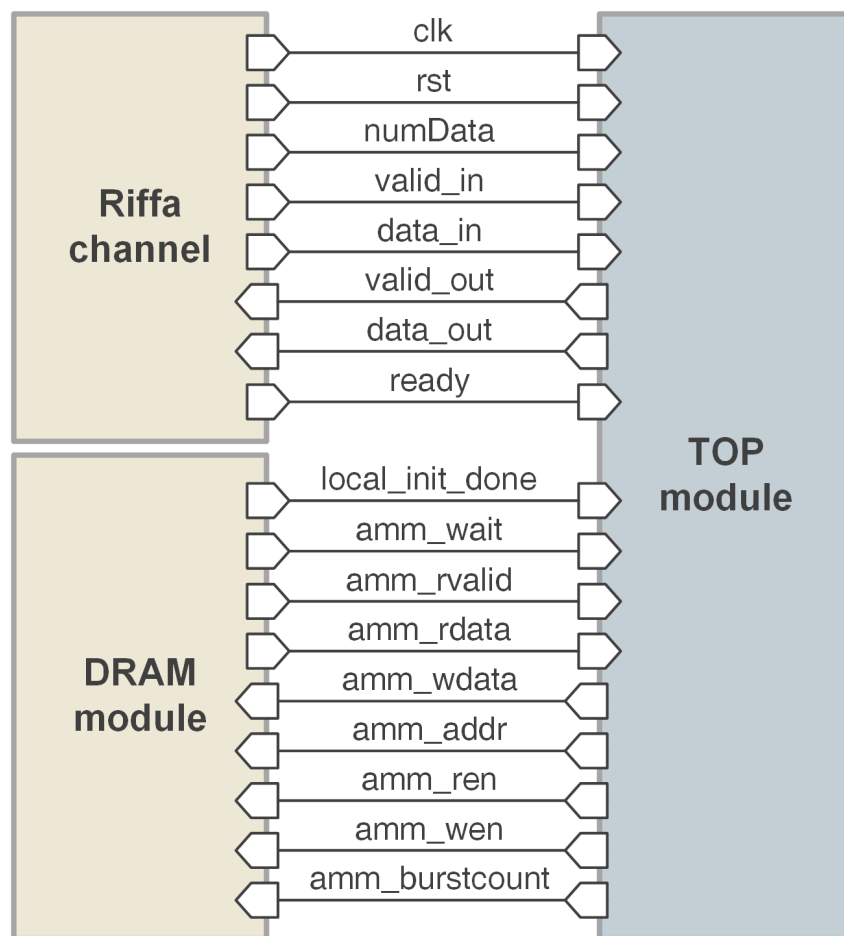 clk
rst
numData
valid_in
data_in
valid_out
data_out
ready
Riffa
channel
local_init_done
amm_wait
amm_rvalid
amm_rdata
amm_wdata
amm_addr
amm_ren
amm_wen
amm_burstcount
DRAM
module
TOP
module